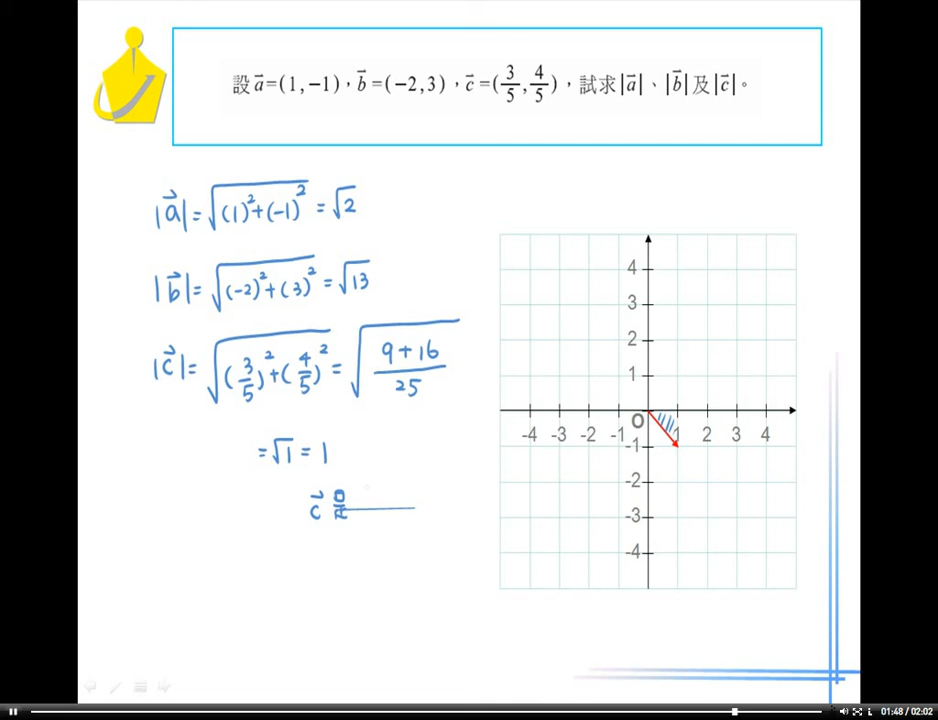 設 a⃗=(1,−1)，b⃗=(−2,3)，c⃗=(3/5,4/5)，試求|a⃗|、|b⃗|及|c⃗|。
|a⃗|=√((1)²+(-1)²) =√2
|b⃗|=√((-2)²+(3)²) =√13
|c⃗|=√((3/5)²+(4/5)²) =√((9+16)/25)
=√1=1
c⃗ 是
4
3
2
1
O
-4 -3 -2 -1 1 2 3 4
-1
-2
-3
-4
01:48 / 02:02